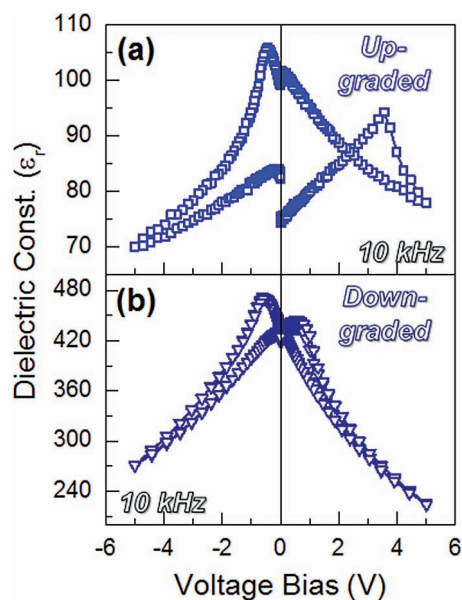 Dielectric Const. (εr)
110
100
90
80
70
(a)
Up-
graded
10 kHz
480
420
360
300
240
(b)
Down-
graded
10 kHz
-6 -4 -2 0 2 4 6
Voltage Bias (V)